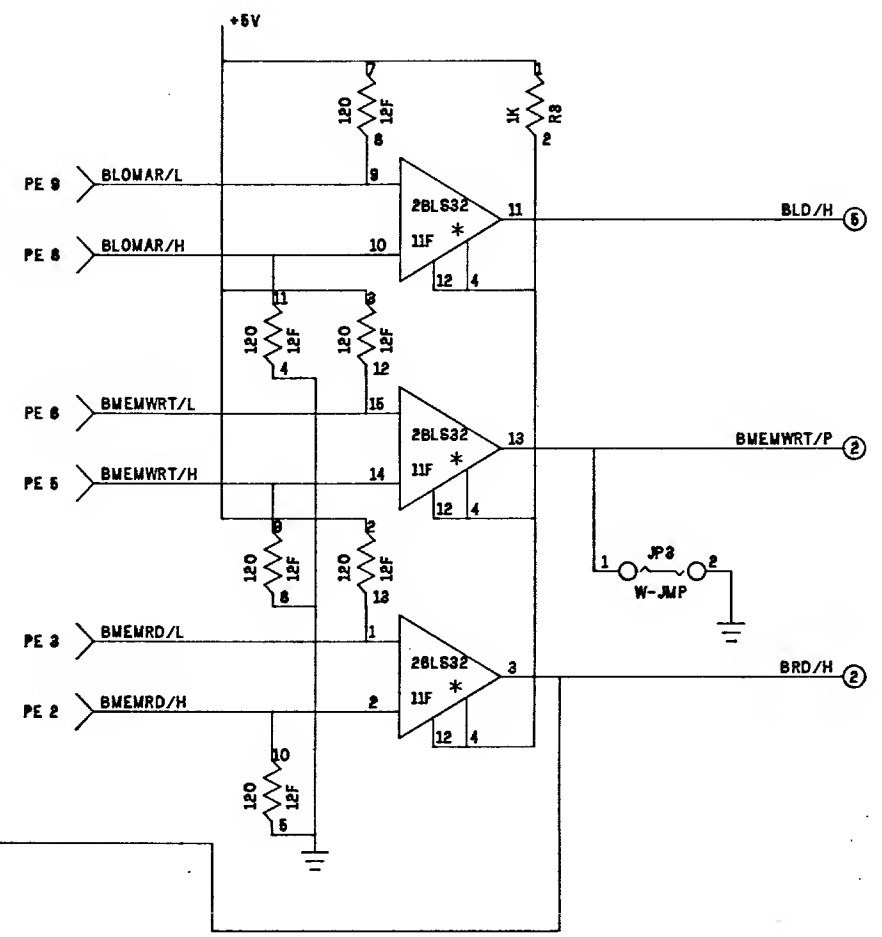 +5V
7
120
12F
8
1
1K
R8
2
PE 9
BLOMAR/L
9
26LS32
*
11F
11
BLD/H
5
PE 8
BLOMAR/H
10
12
4
11
120
12F
4
3
120
12F
12
PE 6
BMEMWRT/L
15
26LS32
*
11F
13
BMEMWRT/P
2
PE 5
BMEMWRT/H
14
12
4
9
120
12F
8
2
120
12F
13
1
JP3
2
W-JMP
PE 3
BMEMRD/L
1
26LS32
*
11F
3
BRD/H
2
PE 2
BMEMRD/H
2
12
4
10
120
12F
5